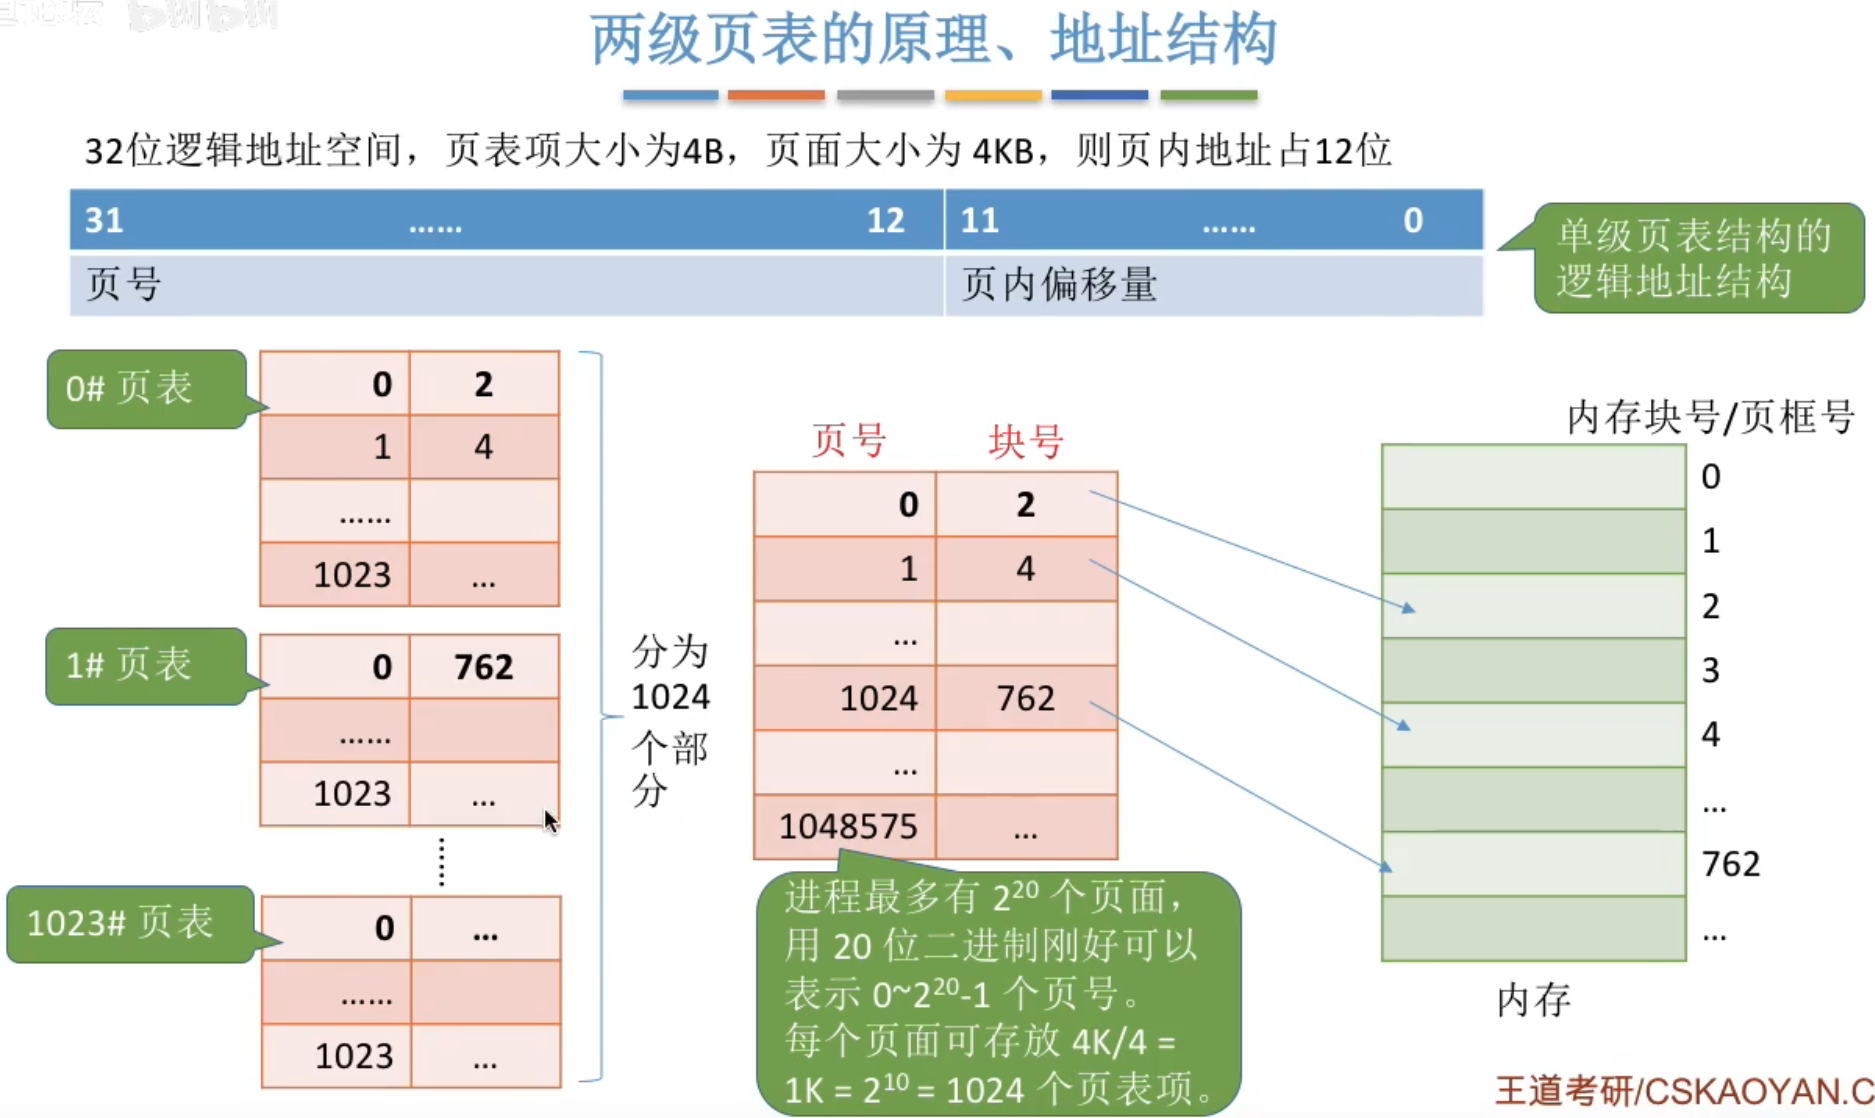 两级页表的原理、地址结构
32位逻辑地址空间，页表项大小为4B，页面大小为 4KB，则页内地址占12位
31 …… 12 11 …… 0
页号 页内偏移量
单级页表结构的
逻辑地址结构
0# 页表
0 2
1 4
……
1023 ...
1# 页表
0 762
……
1023 ...
1023# 页表
0 ...
……
1023 ...
分为
1024
个部
分
页号 块号
0 2
1 4
...
1024 762
...
1048575 ...
进程最多有 2²⁰ 个页面，
用 20 位二进制刚好可以
表示 0~2²⁰-1 个页号。
每个页面可存放 4K/4 =
1K = 2¹⁰ = 1024 个页表项。
内存块号/页框号
0
1
2
3
4
...
762
...
内存
王道考研/CSKAOYAN.C
bilibili